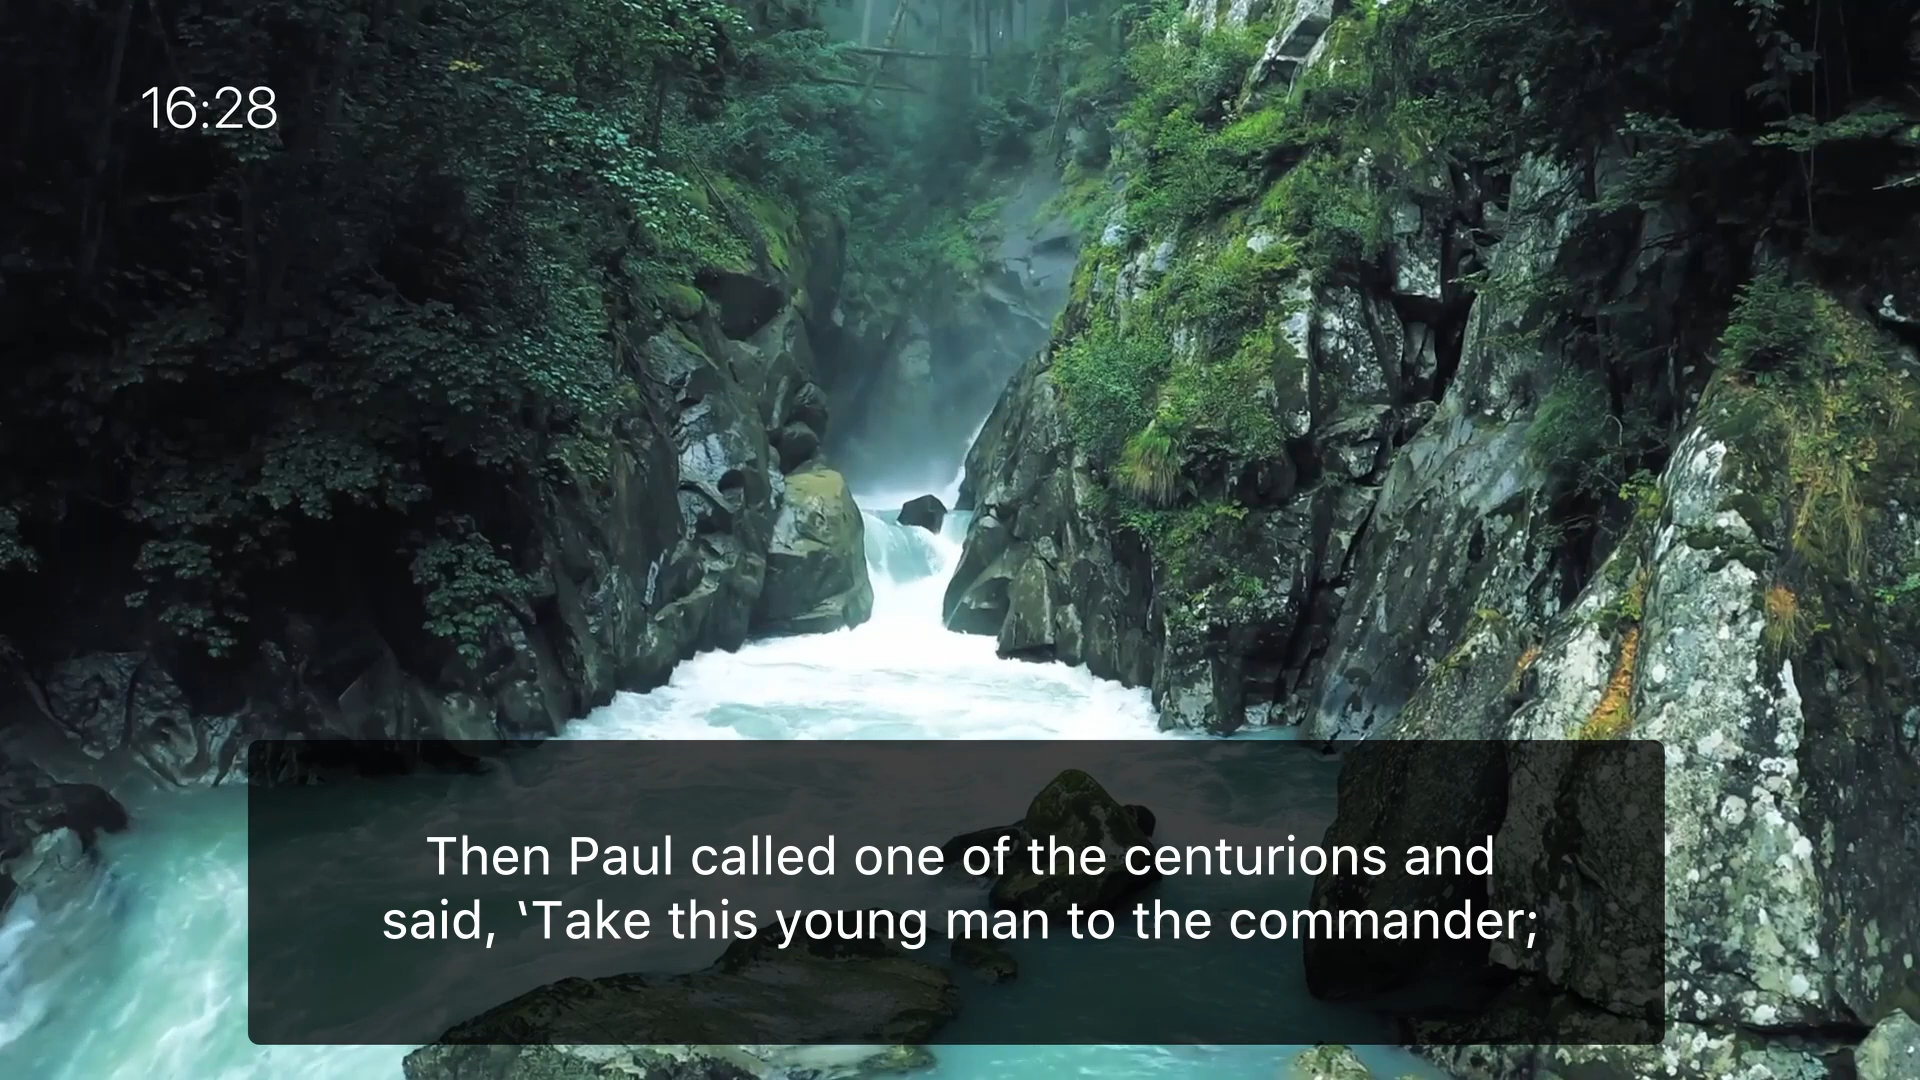 16:28
Then Paul called one of the centurions and
said, ‘Take this young man to the commander;